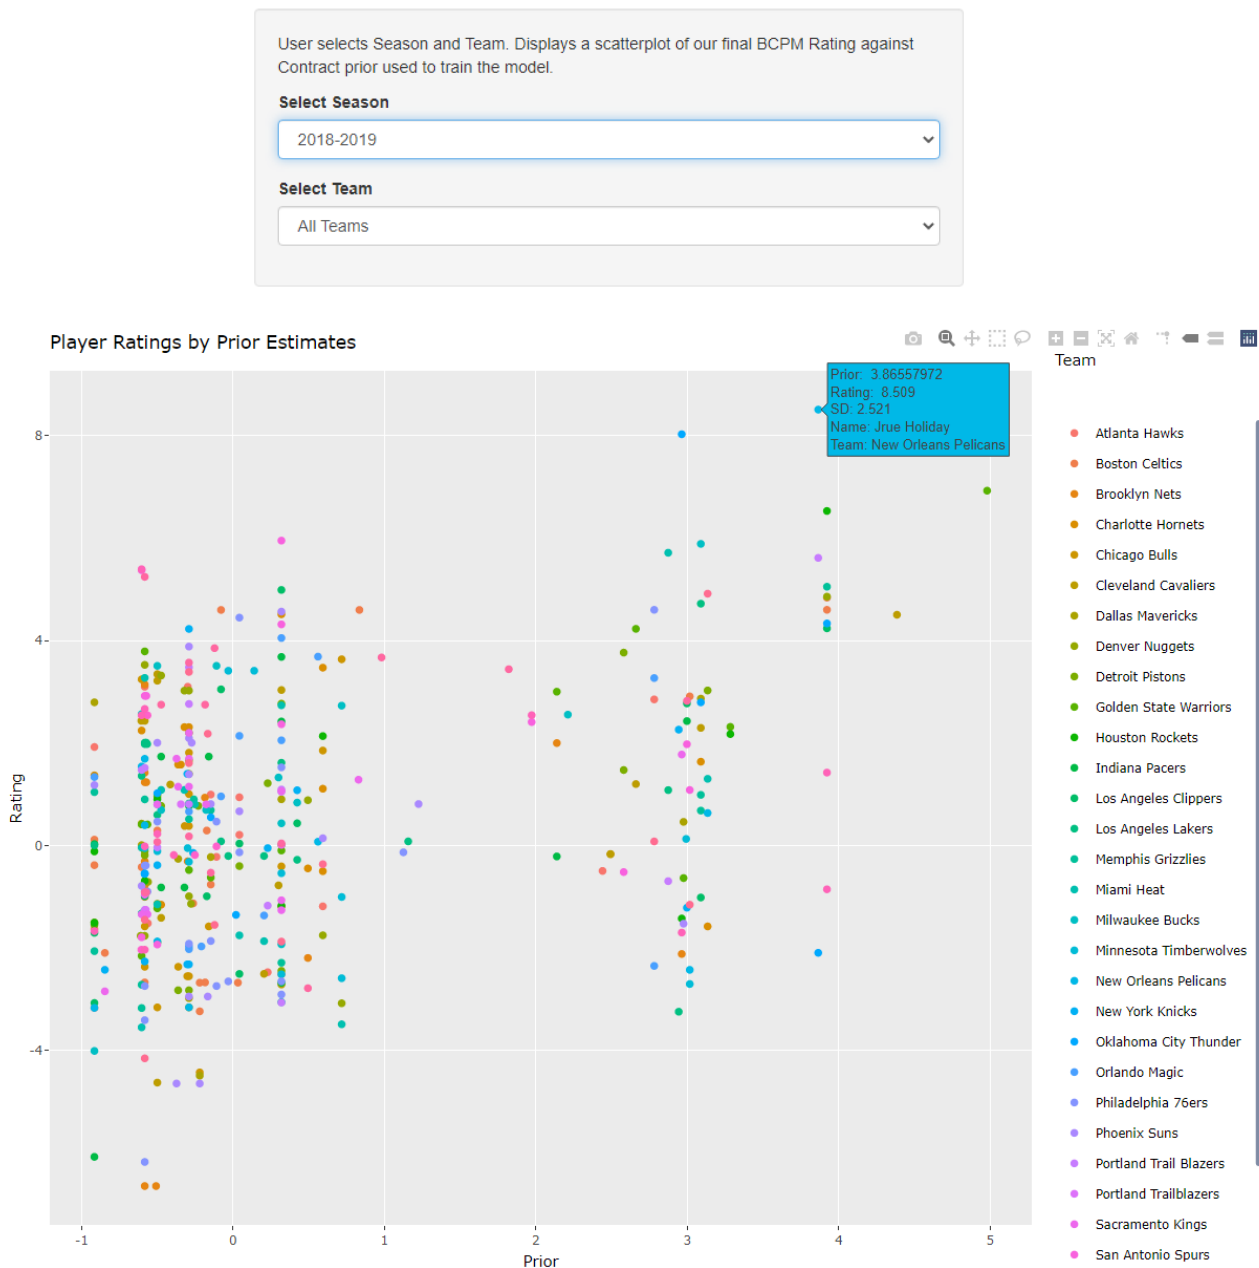 User selects Season and Team. Displays a scatterplot of our final BCPM Rating against
Contract prior used to train the model.
Select Season
2018-2019
Select Team
All Teams
Player Ratings by Prior Estimates
Prior: 3.86557972
Rating: 8.509
SD: 2.521
Name: Jrue Holiday
Team: New Orleans Pelicans
8
4
0
-4
Rating
-1
0
1
2
3
4
5
Prior
Team
Atlanta Hawks
Boston Celtics
Brooklyn Nets
Charlotte Hornets
Chicago Bulls
Cleveland Cavaliers
Dallas Mavericks
Denver Nuggets
Detroit Pistons
Golden State Warriors
Houston Rockets
Indiana Pacers
Los Angeles Clippers
Los Angeles Lakers
Memphis Grizzlies
Miami Heat
Milwaukee Bucks
Minnesota Timberwolves
New Orleans Pelicans
New York Knicks
Oklahoma City Thunder
Orlando Magic
Philadelphia 76ers
Phoenix Suns
Portland Trail Blazers
Portland Trailblazers
Sacramento Kings
San Antonio Spurs